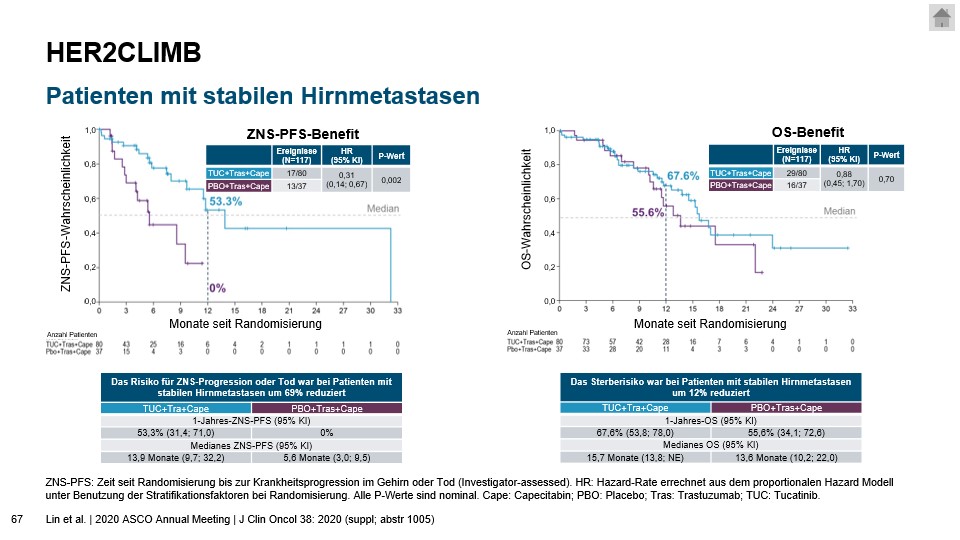 HER2CLIMB
Patienten mit stabilen Hirnmetastasen
ZNS-PFS-Benefit
Ereignisse (N=117) HR (95% KI) P-Wert
TUC+Tras+Cape 17/80 0,31 (0,14; 0,67) 0,002
PBO+Tras+Cape 13/37
ZNS-PFS-Wahrscheinlichkeit
1,0
0,8
0,6
0,4
0,2
0,0
53.3%
Median
0%
0 3 6 9 12 15 18 21 24 27 30 33
Monate seit Randomisierung
Anzahl Patienten
TUC+Tras+Cape 80 43 25 16 6 4 2 1 1 1 1 0
Pbo+Tras+Cape 37 15 4 3 0 0 0 0 0 0 0 0
OS-Benefit
Ereignisse (N=117) HR (95% KI) P-Wert
TUC+Tras+Cape 29/80 0,88 (0,45; 1,70) 0,70
PBO+Tras+Cape 16/37
OS-Wahrscheinlichkeit
1,0
0,8
0,6
0,4
0,2
0,0
67.6%
55.6%
Median
0 3 6 9 12 15 18 21 24 27 30 33
Monate seit Randomisierung
Anzahl Patienten
TUC+Tras+Cape 80 73 57 42 28 16 7 6 4 1 1 0
Pbo+Tras+Cape 37 33 28 20 11 4 3 3 0 0 0 0
Das Risiko für ZNS-Progression oder Tod war bei Patienten mit
stabilen Hirnmetastasen um 69% reduziert
TUC+Tra+Cape PBO+Tras+Cape
1-Jahres-ZNS-PFS (95% KI)
53,3% (31,4; 71,0) 0%
Medianes ZNS-PFS (95% KI)
13,9 Monate (9,7; 32,2) 5,6 Monate (3,0; 9,5)
Das Sterberisiko war bei Patienten mit stabilen Hirnmetastasen
um 12% reduziert
TUC+Tra+Cape PBO+Tras+Cape
1-Jahres-OS (95% KI)
67,6% (53,8; 78,0) 55,6% (34,1; 72,6)
Medianes OS (95% KI)
15,7 Monate (13,8; NE) 13,6 Monate (10,2; 22,0)
ZNS-PFS: Zeit seit Randomisierung bis zur Krankheitsprogression im Gehirn oder Tod (Investigator-assessed). HR: Hazard-Rate errechnet aus dem proportionalen Hazard Modell
unter Benutzung der Stratifikationsfaktoren bei Randomisierung. Alle P-Werte sind nominal. Cape: Capecitabin; PBO: Placebo; Tras: Trastuzumab; TUC: Tucatinib.
67 Lin et al. | 2020 ASCO Annual Meeting | J Clin Oncol 38: 2020 (suppl; abstr 1005)